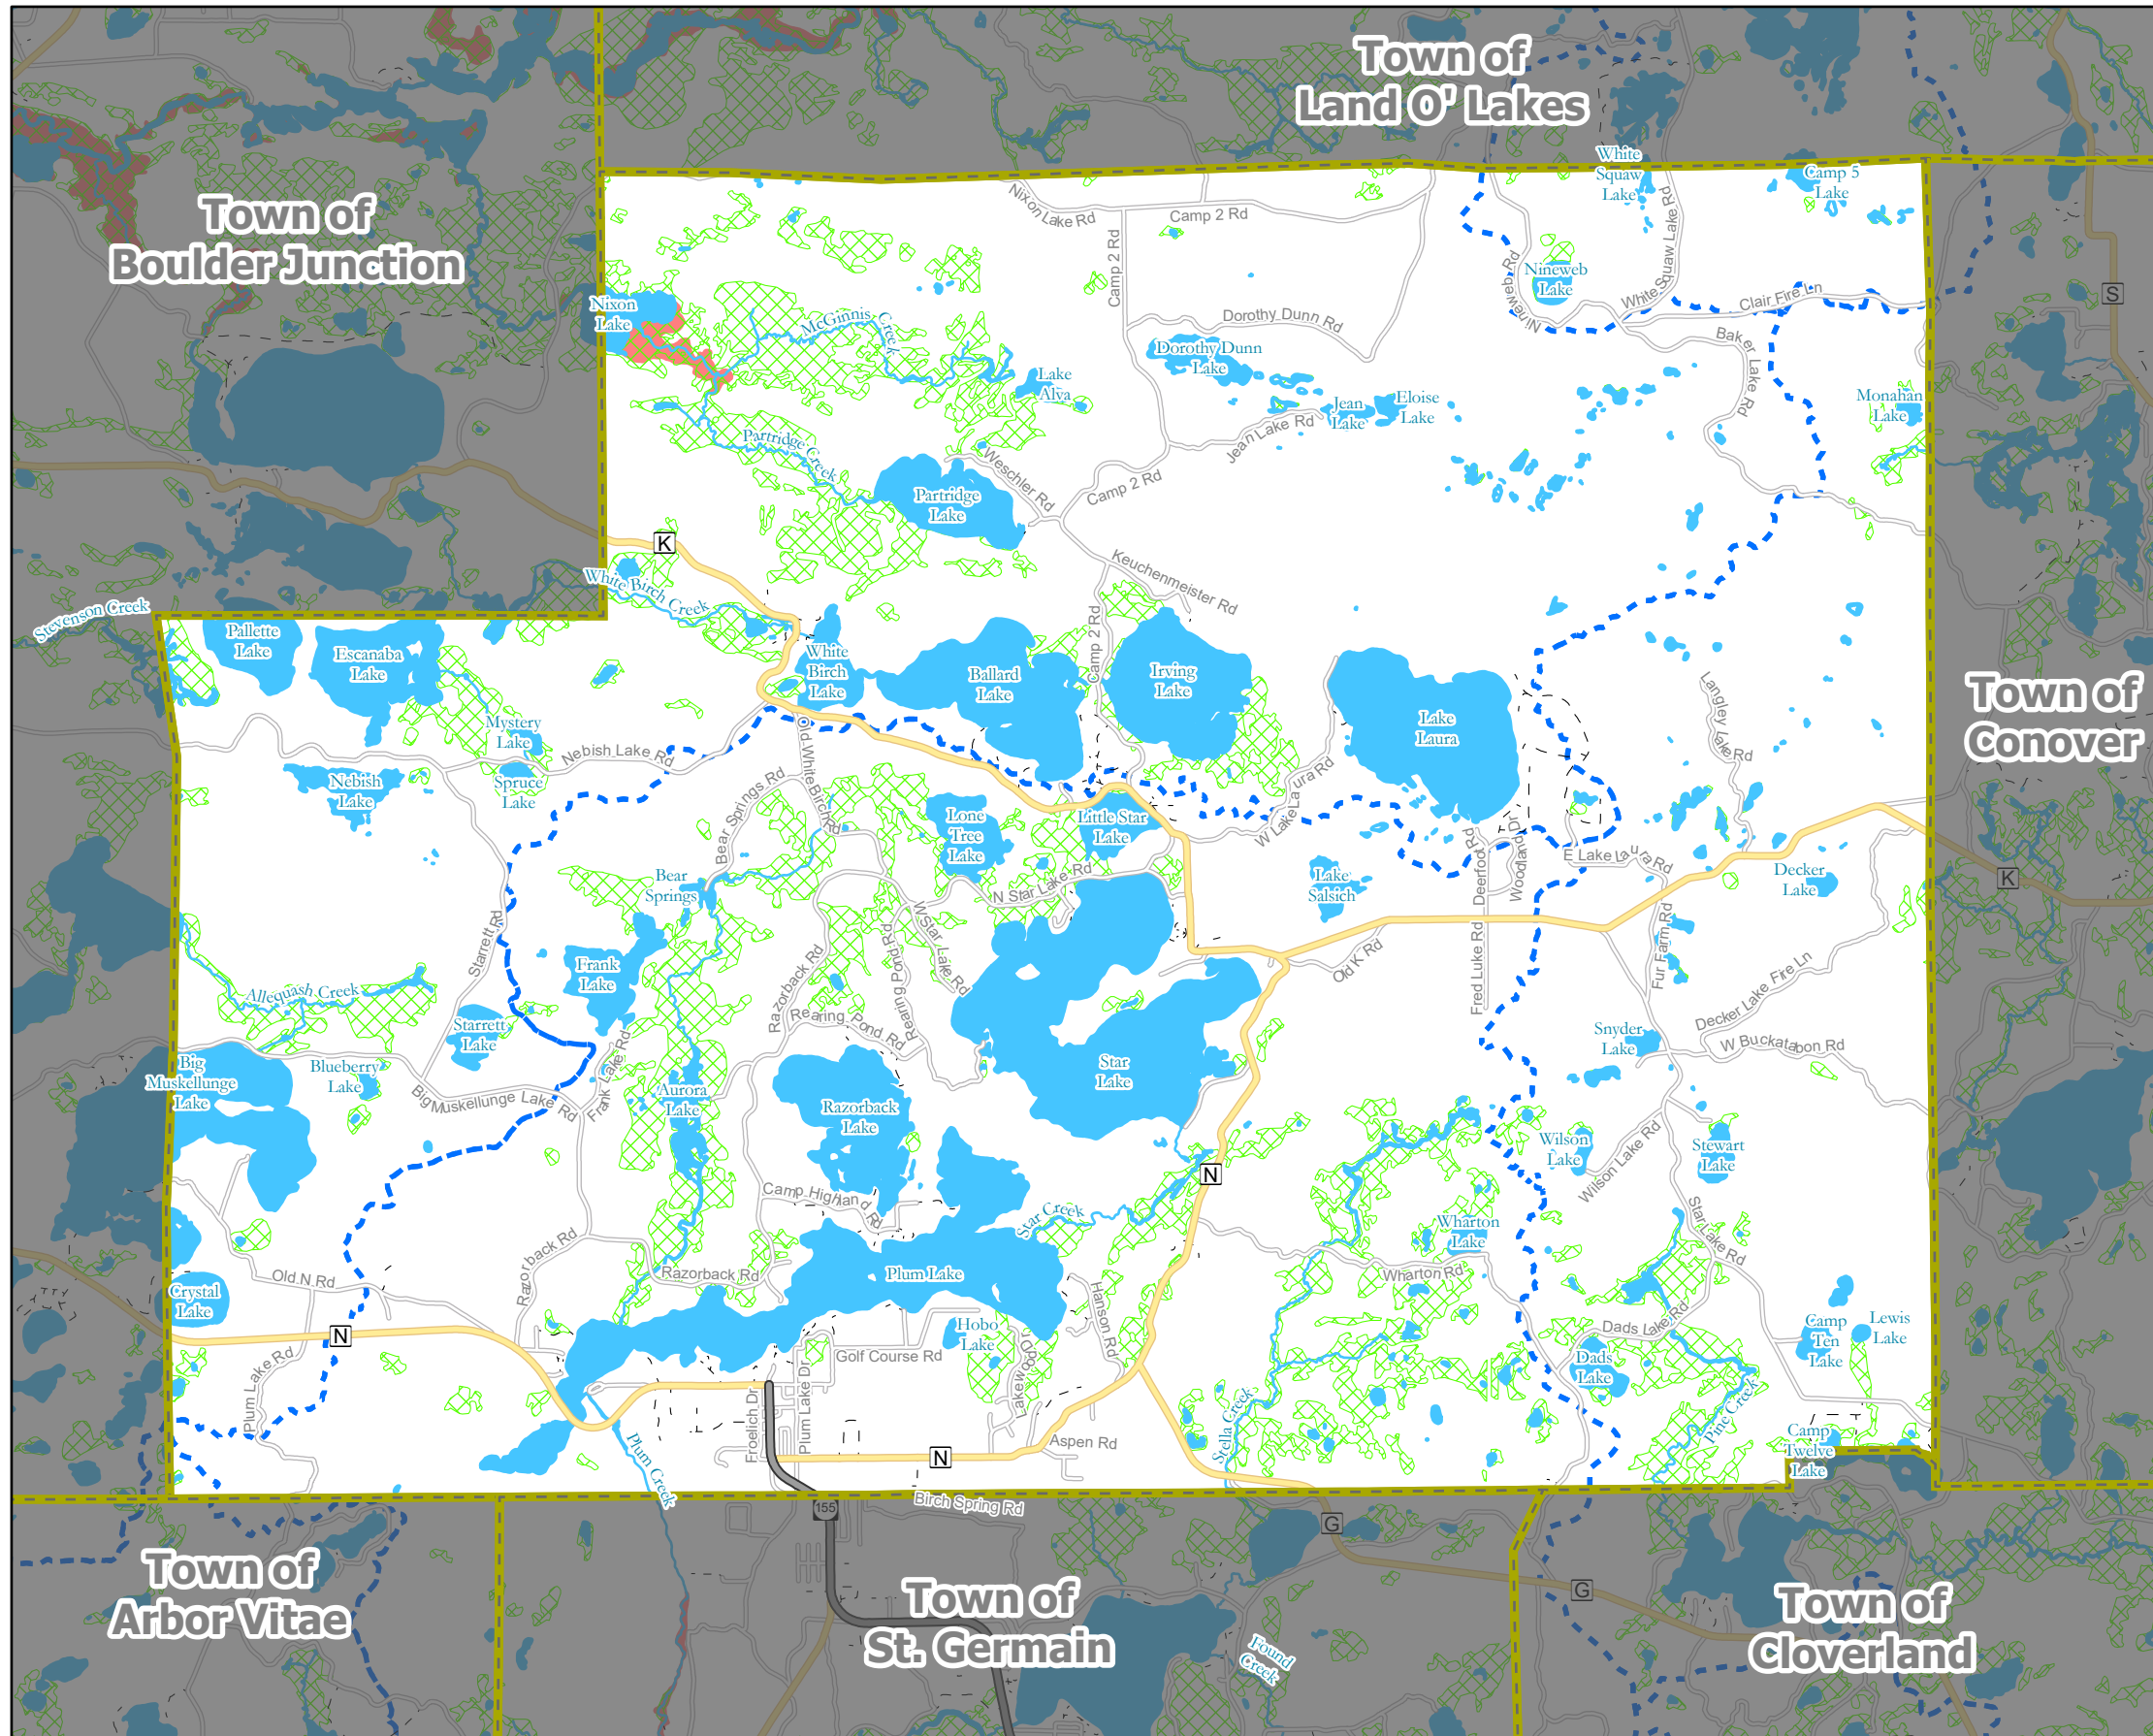 Town of
Land O' Lakes
Town of
Boulder Junction
Town of
Conover
Town of
Arbor Vitae
Town of
St. Germain
Town of
Cloverland
White
Squaw
Lake
Camp 5
Lake
Nixon Lake Rd
Camp 2 Rd
Camp 2 Rd
Nineweb Rd
Nineweb Rd
Nineweb
Lake
White Squaw Lake Rd
Clair Fire Ln
S
Nixon
Lake
McGinnis Creek
Dorothy Dunn Rd
Dorothy Dunn
Lake
Baker Lake Rd
Lake
Alva
Jean
Lake
Eloise
Lake
Monahan
Lake
Jean Lake Rd
Partridge Creek
Weschler Rd
Camp 2 Rd
Partridge
Lake
K
Keuchenmeister Rd
White Birch Creek
Stevenson Creek
Pallette
Lake
Escanaba
Lake
White
Birch
Lake
Ballard
Lake
Camp 2 Rd
Irving
Lake
Lake
Laura
Langley Lake Rd
Mystery
Lake
Nebish Lake Rd
Old White Birch Rd
Nebish
Lake
Spruce
Lake
Bear Springs Rd
W Lake Laura Rd
Lone
Tree
Lake
Little Star
Lake
Deerfoot Rd
Woodland Dr
E Lake Laura Rd
Decker
Lake
K
Bear
Springs
N Star Lake Rd
Lake
Salsich
Starrett Rd
W Star Lake Rd
Rearing Pond Rd
Razorback Rd
Old K Rd
Fred Luke Rd
Fur Farm Rd
Frank
Lake
Allequash Creek
Decker Lake Fire Ln
Rearing Pond Rd
Starrett
Lake
Snyder
Lake
W Buckatabon Rd
Big
Muskellunge
Lake
Blueberry
Lake
Big Muskellunge Lake Rd
Frank Lake Rd
Aurora
Lake
Razorback
Lake
Star
Lake
Wilson
Lake
Wilson Lake Rd
Stewart
Lake
N
Camp Highland Rd
Star Creek
Wharton
Lake
Star Lake Rd
Razorback Rd
Razorback Rd
Plum Lake
Wharton Rd
Old N Rd
Crystal
Lake
Hanson Rd
N
Hobo
Lake
Golf Course Rd
Lakewood Dr
Dads Lake Rd
Dads
Lake
Camp
Ten
Lake
Lewis
Lake
Plum Lake Rd
Froelich Dr
Plum Lake Dr
Plum Creek
N
Aspen Rd
Stella Creek
Pine Creek
Camp
Twelve
Lake
Birch Spring Rd
155
G
G
Found
Creek